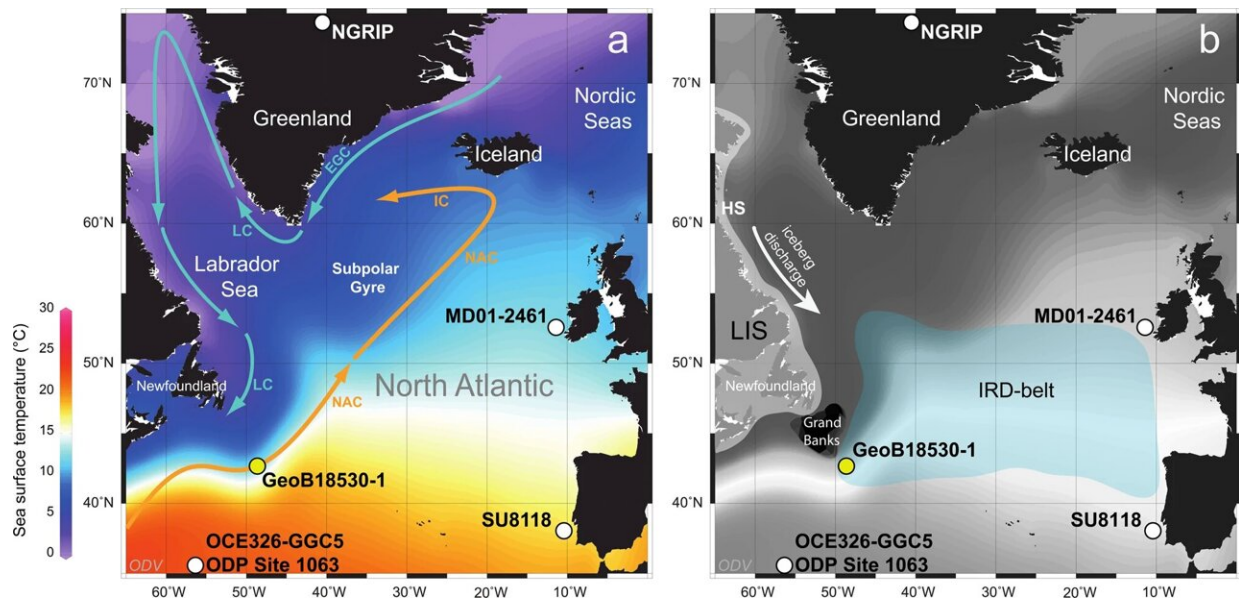 a
NGRIP
70°N
Greenland
Nordic
Seas
EGC
Iceland
60°N
IC
LC
NAC
Labrador
Sea
Subpolar
Gyre
MD01-2461
50°N
Newfoundland
LC
NAC
North Atlantic
GeoB18530-1
40°N
SU8118
OCE326-GGC5
ODP Site 1063
ODV
60°W
50°W
40°W
30°W
20°W
10°W
Sea surface temperature (°C)
30
25
20
15
10
5
0
b
NGRIP
70°N
Greenland
Nordic
Seas
Iceland
60°N
HS
iceberg
discharge
MD01-2461
LIS
50°N
Newfoundland
IRD-belt
Grand
Banks
GeoB18530-1
40°N
SU8118
OCE326-GGC5
ODP Site 1063
ODV
60°W
50°W
40°W
30°W
20°W
10°W